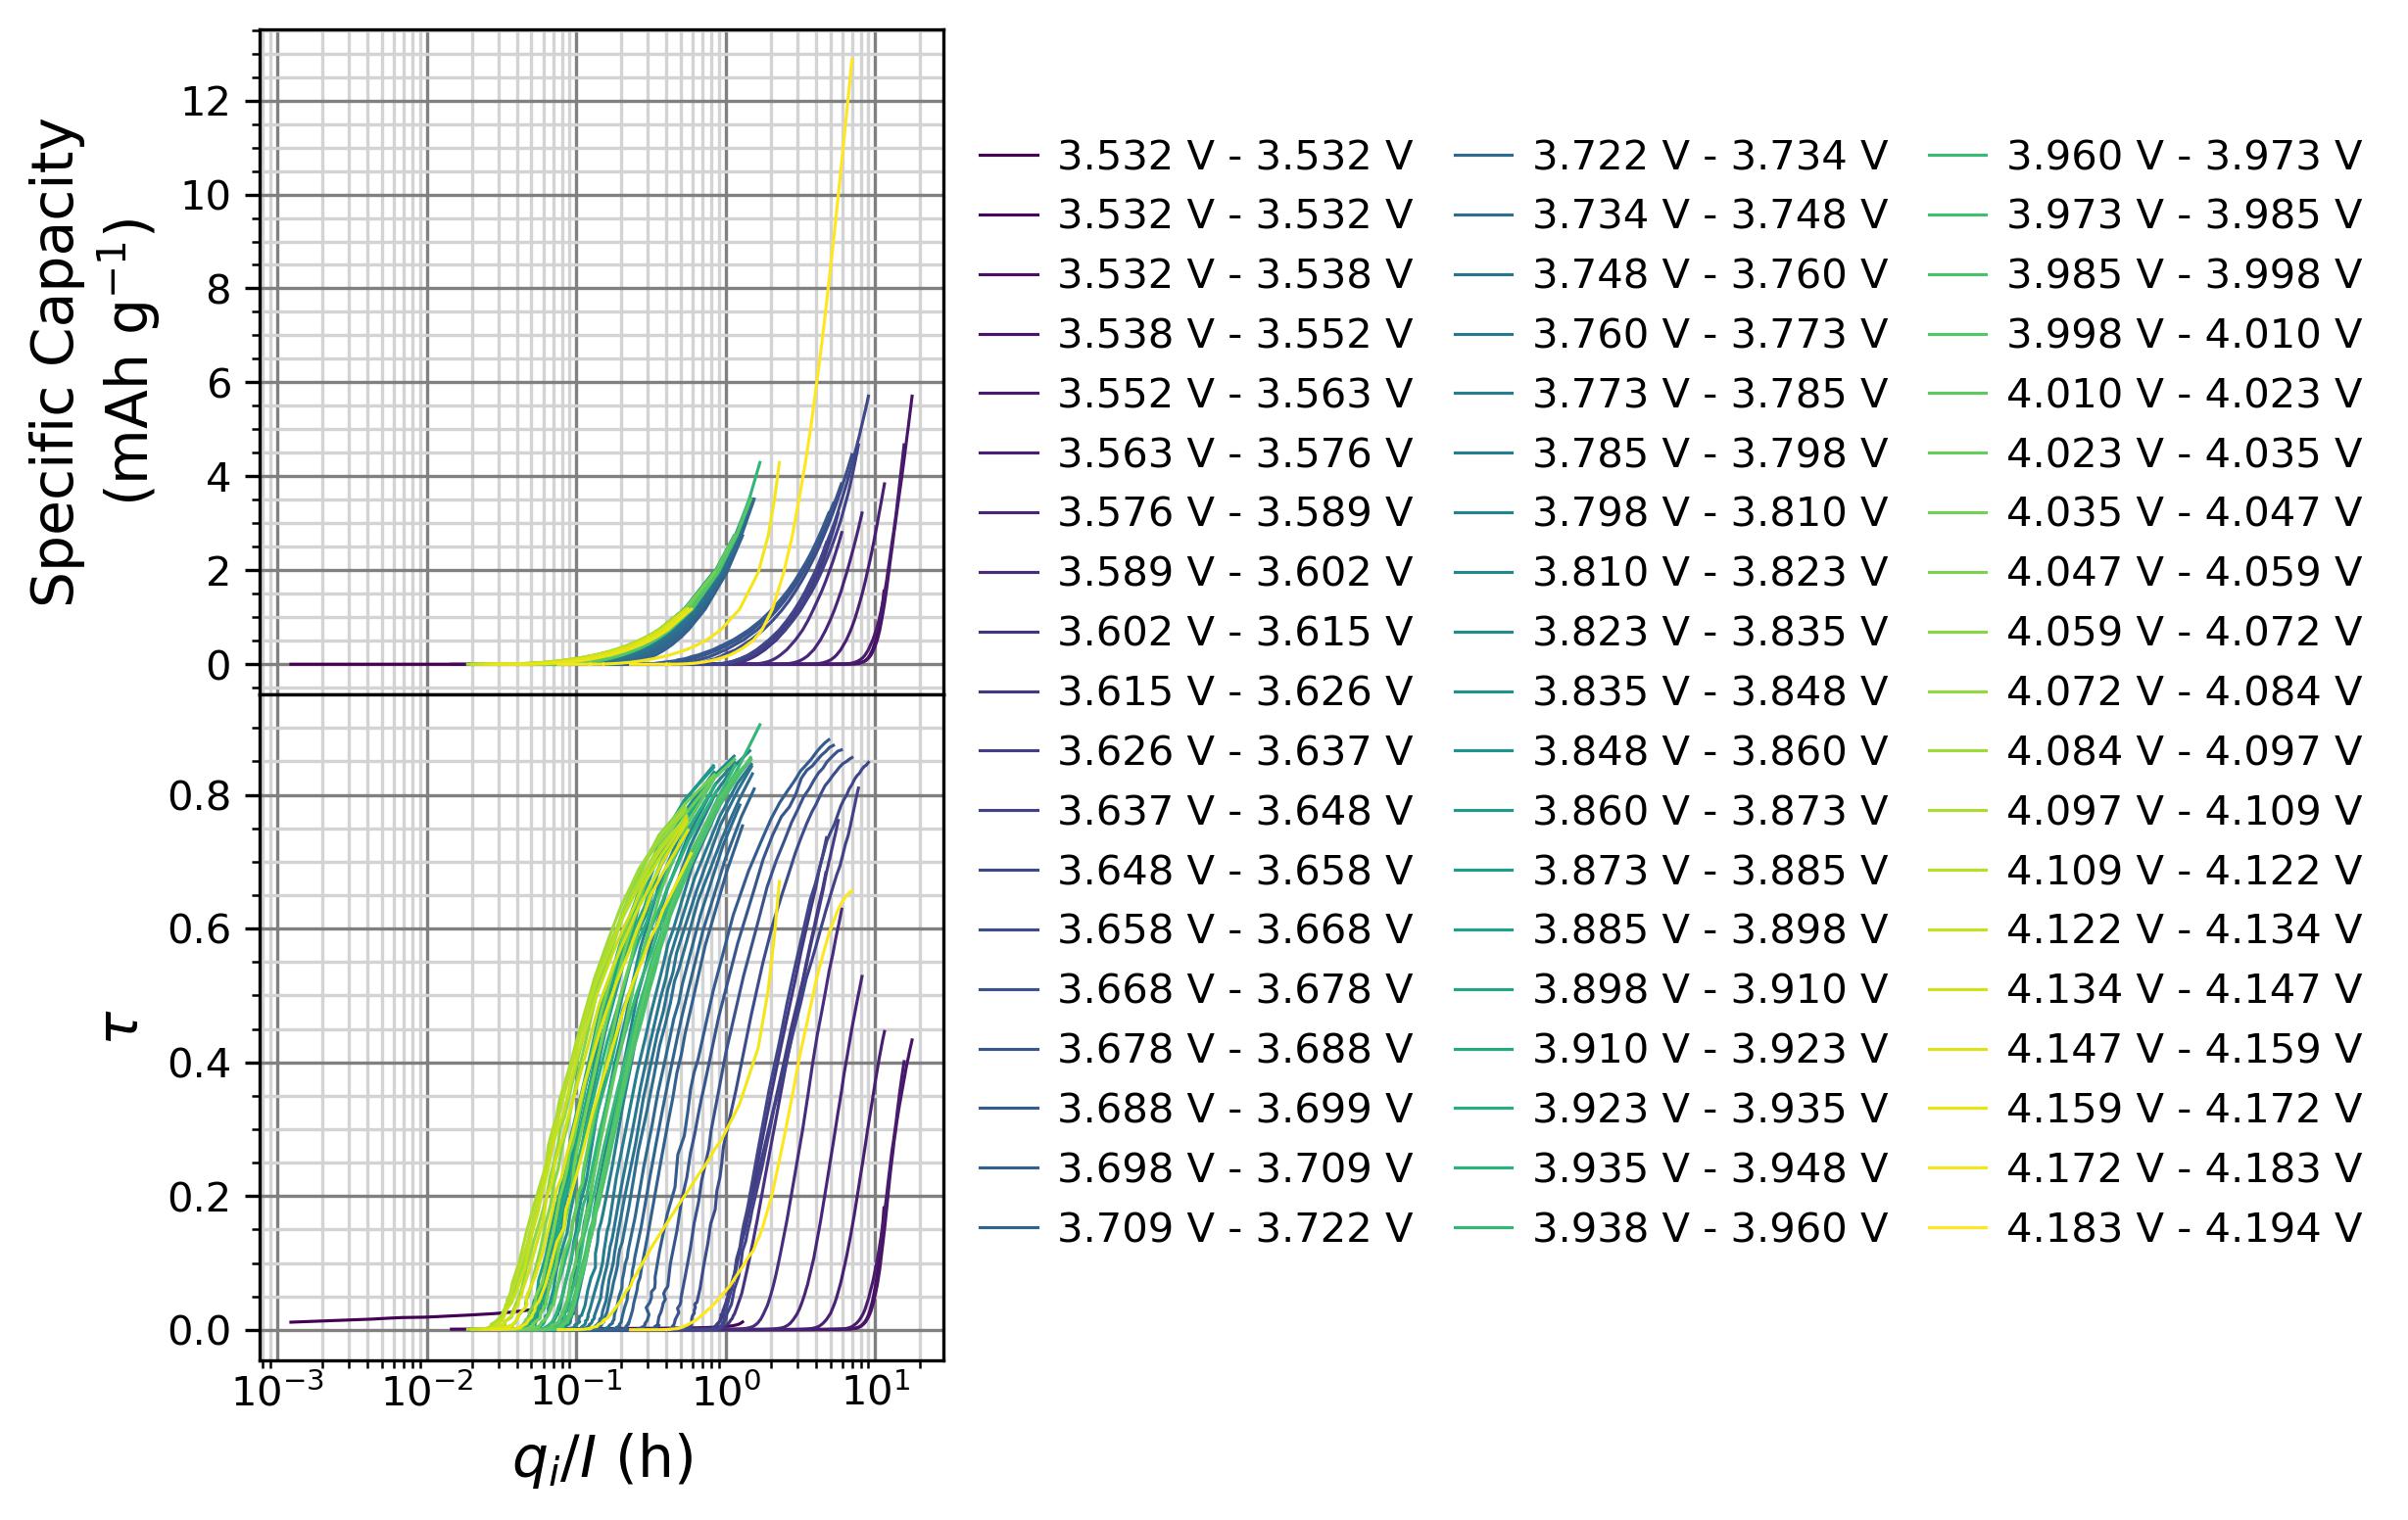 Specific Capacity
(mAh g⁻¹)
12
10
8
6
4
2
0
τ
0.8
0.6
0.4
0.2
0.0
10⁻³ 10⁻² 10⁻¹ 10⁰ 10¹
qᵢ/I (h)
3.532 V - 3.532 V
3.532 V - 3.532 V
3.532 V - 3.538 V
3.538 V - 3.552 V
3.552 V - 3.563 V
3.563 V - 3.576 V
3.576 V - 3.589 V
3.589 V - 3.602 V
3.602 V - 3.615 V
3.615 V - 3.626 V
3.626 V - 3.637 V
3.637 V - 3.648 V
3.648 V - 3.658 V
3.658 V - 3.668 V
3.668 V - 3.678 V
3.678 V - 3.688 V
3.688 V - 3.699 V
3.698 V - 3.709 V
3.709 V - 3.722 V
3.722 V - 3.734 V
3.734 V - 3.748 V
3.748 V - 3.760 V
3.760 V - 3.773 V
3.773 V - 3.785 V
3.785 V - 3.798 V
3.798 V - 3.810 V
3.810 V - 3.823 V
3.823 V - 3.835 V
3.835 V - 3.848 V
3.848 V - 3.860 V
3.860 V - 3.873 V
3.873 V - 3.885 V
3.885 V - 3.898 V
3.898 V - 3.910 V
3.910 V - 3.923 V
3.923 V - 3.935 V
3.935 V - 3.948 V
3.938 V - 3.960 V
3.960 V - 3.973 V
3.973 V - 3.985 V
3.985 V - 3.998 V
3.998 V - 4.010 V
4.010 V - 4.023 V
4.023 V - 4.035 V
4.035 V - 4.047 V
4.047 V - 4.059 V
4.059 V - 4.072 V
4.072 V - 4.084 V
4.084 V - 4.097 V
4.097 V - 4.109 V
4.109 V - 4.122 V
4.122 V - 4.134 V
4.134 V - 4.147 V
4.147 V - 4.159 V
4.159 V - 4.172 V
4.172 V - 4.183 V
4.183 V - 4.194 V